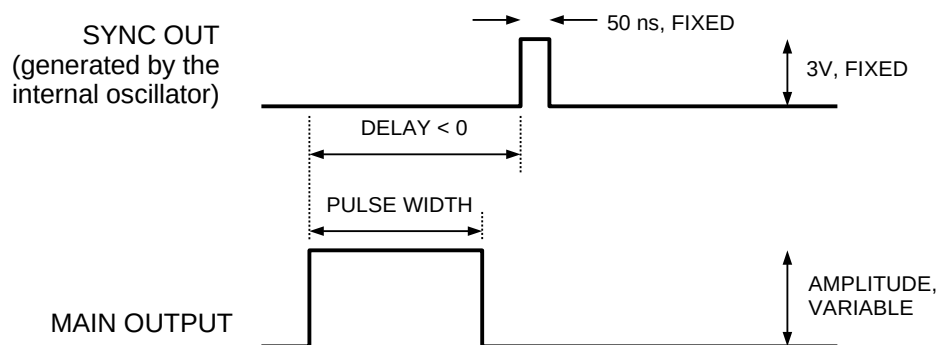 SYNC OUT
(generated by the
internal oscillator)
50 ns, FIXED
3V, FIXED
DELAY < 0
PULSE WIDTH
AMPLITUDE,
VARIABLE
MAIN OUTPUT